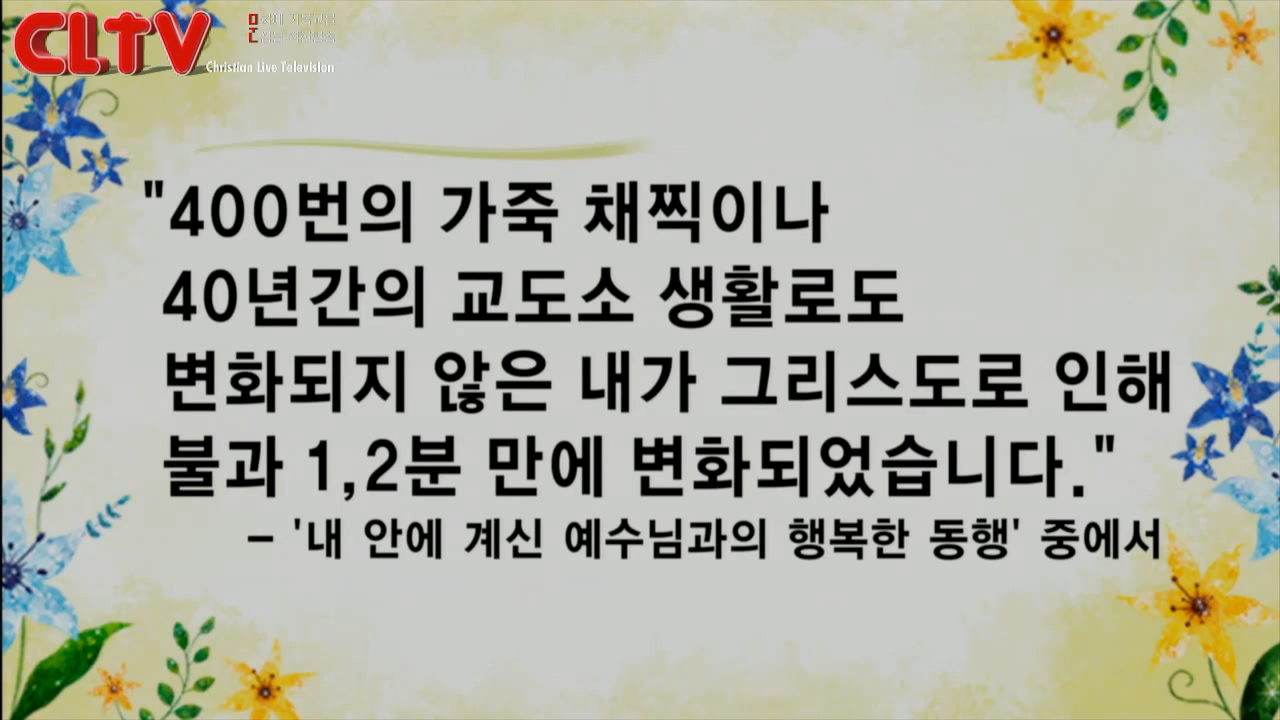 CLTV
Christian Live Television
"400번의 가죽 채찍이나
40년간의 교도소 생활로도
변화되지 않은 내가 그리스도로 인해
불과 1,2분 만에 변화되었습니다."
- '내 안에 계신 예수님과의 행복한 동행' 중에서